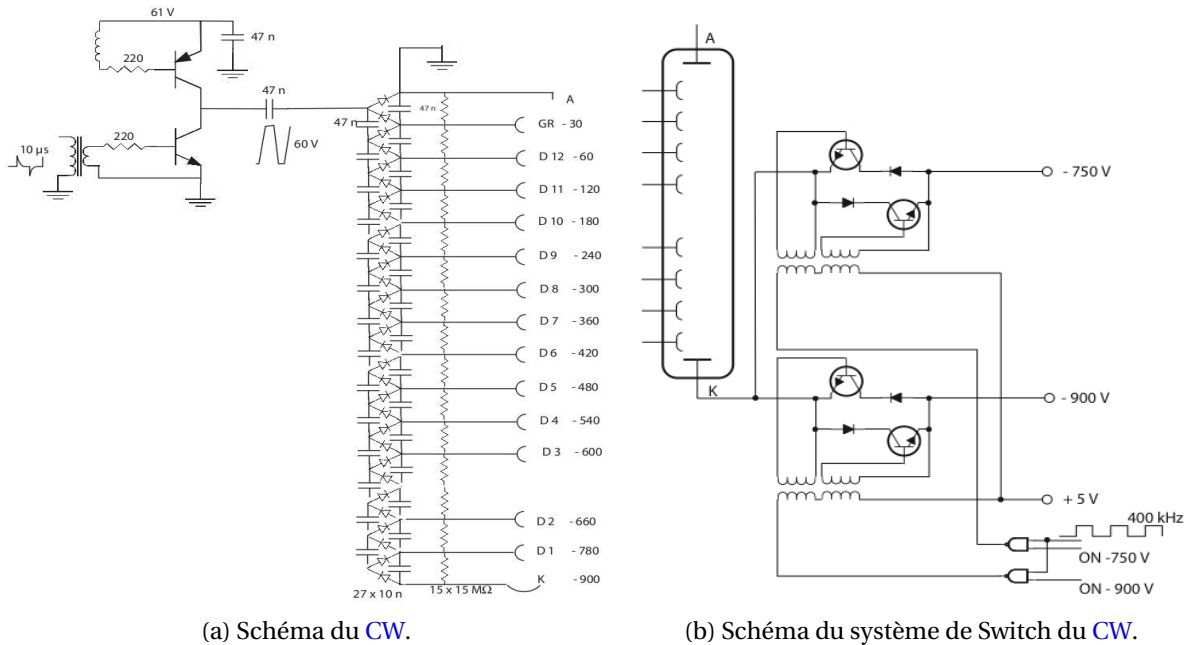 61 V
47 n
220
47 n
220
10 µs
60 V
47 n
47 n
A
GR - 30
D 12 - 60
D 11 - 120
D 10 - 180
D 9 - 240
D 8 - 300
D 7 - 360
D 6 - 420
D 5 - 480
D 4 - 540
D 3 - 600
D 2 - 660
D 1 - 780
K - 900
27 x 10 n
15 x 15 MΩ
(a) Schéma du CW.
A
K
- 750 V
- 900 V
+ 5 V
400 kHz
ON -750 V
ON - 900 V
(b) Schéma du système de Switch du CW.